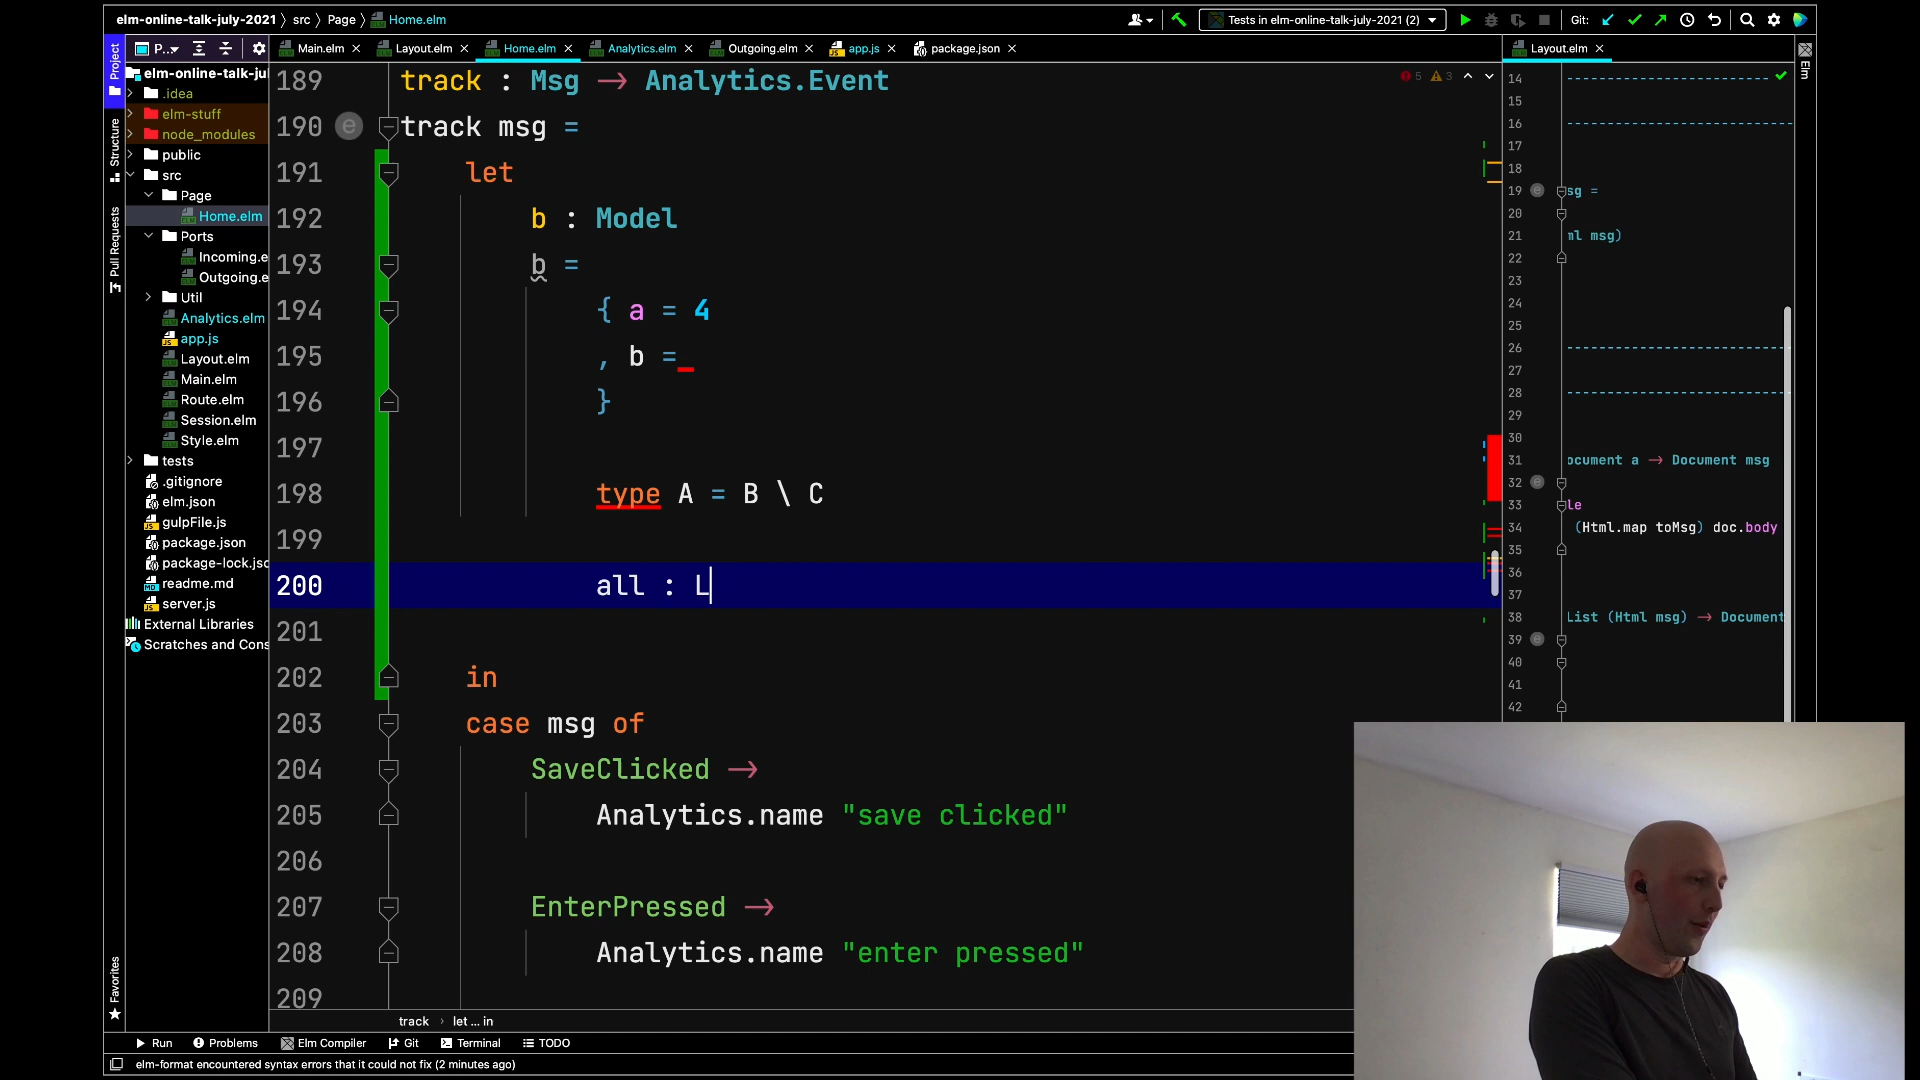 elm-online-talk-july-2021 〉 src 〉 Page 〉 Home.elm
Tests in elm-online-talk-july-2021 (2)
Git:
Project
P..
Main.elm
Layout.elm
Home.elm
Analytics.elm
Outgoing.elm
app.js
package.json
Layout.elm
Elm
Structure
Pull Requests
Favorites
elm-online-talk-jul
.idea
elm-stuff
node_modules
public
src
Page
Home.elm
Ports
Incoming.e
Outgoing.e
Util
Analytics.elm
app.js
Layout.elm
Main.elm
Route.elm
Session.elm
Style.elm
tests
.gitignore
elm.json
gulpFile.js
package.json
package-lock.jsc
readme.md
server.js
External Libraries
Scratches and Cons
5 3
189 track : Msg → Analytics.Event
190 track msg =
191 let
192 b : Model
193 b =
194 { a = 4
195 , b =
196 }
197
198 type A = B \ C
199
200 all : L
201
202 in
203 case msg of
204 SaveClicked →
205 Analytics.name "save clicked"
206
207 EnterPressed →
208 Analytics.name "enter pressed"
209
14
15
16
17
18
19 sg =
20
21 ml msg)
22
23
24
25
26
27
28
29
30
31 ocument a → Document msg
32
33 le
34 (Html.map toMsg) doc.body
35
36
37
38 List (Html msg) → Document
39
40
41
42
track 〉 let ... in
Run
Problems
Elm Compiler
Git
Terminal
TODO
elm-format encountered syntax errors that it could not fix (2 minutes ago)